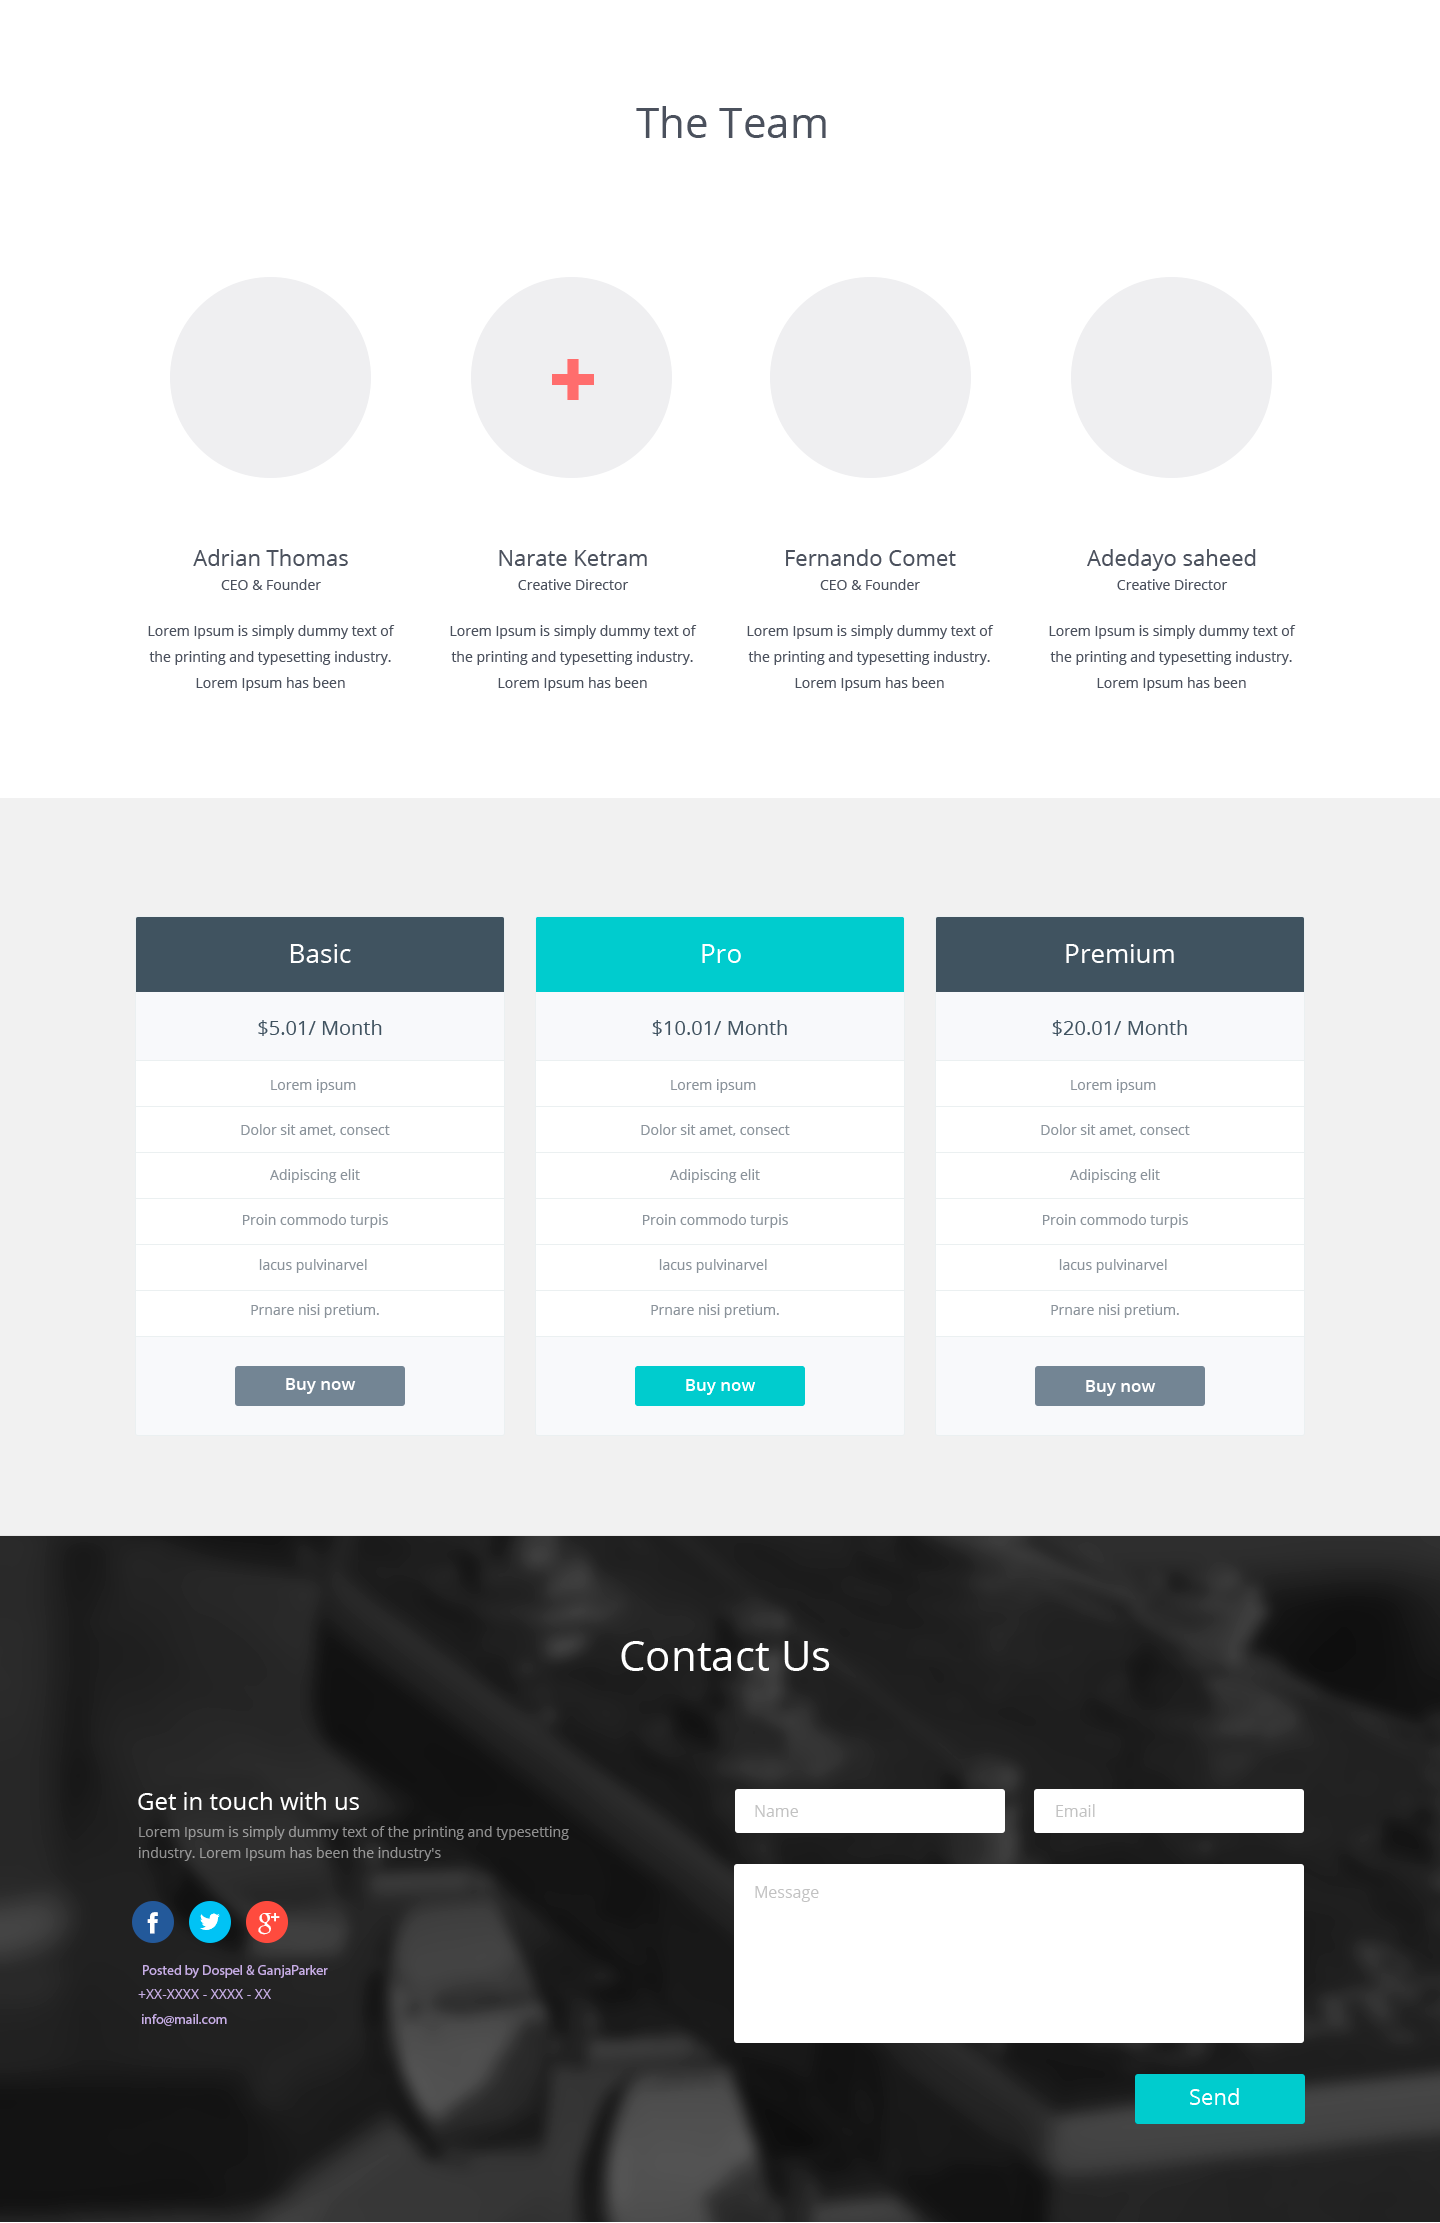 The Team
Adrian Thomas
CEO & Founder
Lorem Ipsum is simply dummy text of
the printing and typesetting industry.
Lorem Ipsum has been
Narate Ketram
Creative Director
Lorem Ipsum is simply dummy text of
the printing and typesetting industry.
Lorem Ipsum has been
Fernando Comet
CEO & Founder
Lorem Ipsum is simply dummy text of
the printing and typesetting industry.
Lorem Ipsum has been
Adedayo saheed
Creative Director
Lorem Ipsum is simply dummy text of
the printing and typesetting industry.
Lorem Ipsum has been
Basic
$5.01/ Month
Lorem ipsum
Dolor sit amet, consect
Adipiscing elit
Proin commodo turpis
lacus pulvinarvel
Prnare nisi pretium.
Buy now
Pro
$10.01/ Month
Lorem ipsum
Dolor sit amet, consect
Adipiscing elit
Proin commodo turpis
lacus pulvinarvel
Prnare nisi pretium.
Buy now
Premium
$20.01/ Month
Lorem ipsum
Dolor sit amet, consect
Adipiscing elit
Proin commodo turpis
lacus pulvinarvel
Prnare nisi pretium.
Buy now
Contact Us
Get in touch with us
Lorem Ipsum is simply dummy text of the printing and typesetting
industry. Lorem Ipsum has been the industry's
f
g+
Posted by Dospel & GanjaParker
+XX-XXXX - XXXX - XX
info@mail.com
Name
Email
Message
Send